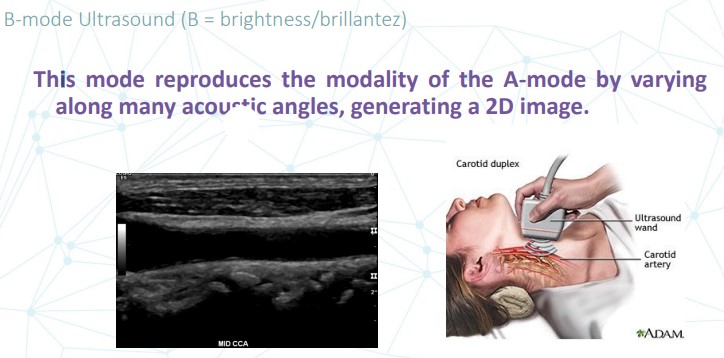 B-mode Ultrasound (B = brightness/brillantez)
This mode reproduces the modality of the A-mode by varying
along many acoustic angles, generating a 2D image.
Carotid duplex
Ultrasound
wand
Carotid
artery
MID CCA
ADAM.